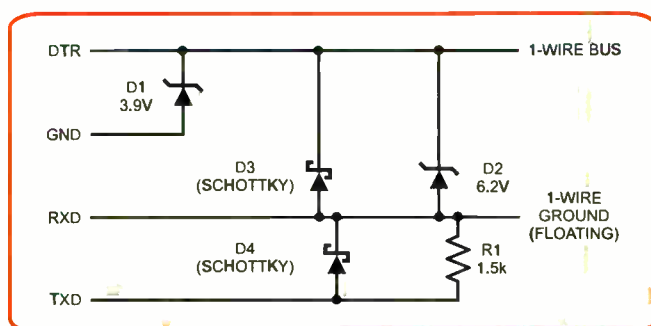 DTR
1-WIRE BUS
D1
3.9V
GND
D3
(SCHOTTKY)
D2
6.2V
RXD
1-WIRE
GROUND
(FLOATING)
D4
(SCHOTTKY)
R1
1.5k
TXD